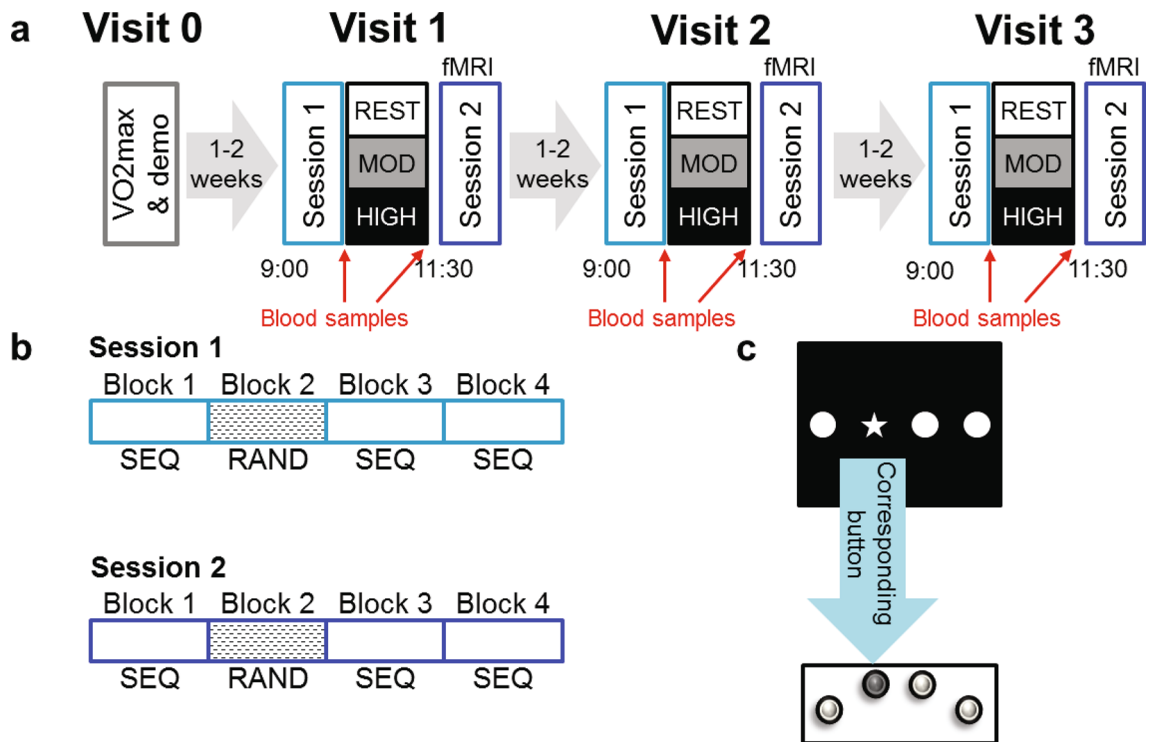 a
Visit 0
Visit 1
Visit 2
Visit 3
fMRI
fMRI
fMRI
VO2max
& demo
1-2
weeks
Session 1
REST
MOD
HIGH
Session 2
1-2
weeks
Session 1
REST
MOD
HIGH
Session 2
1-2
weeks
Session 1
REST
MOD
HIGH
Session 2
9:00
11:30
9:00
11:30
9:00
11:30
Blood samples
Blood samples
Blood samples
b
Session 1
Block 1 Block 2 Block 3 Block 4
SEQ RAND SEQ SEQ
Session 2
Block 1 Block 2 Block 3 Block 4
SEQ RAND SEQ SEQ
c
Corresponding
button